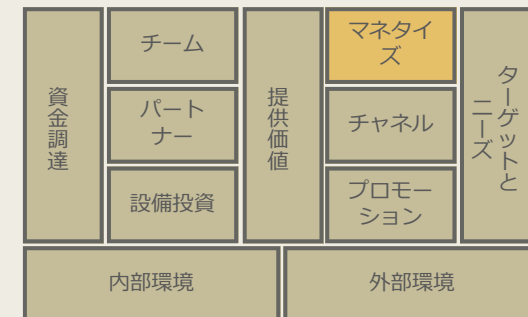 資金調達
チーム
パート
ナー
設備投資
提供価値
マネタイ
ズ
チャネル
プロモー
ション
ターゲットと
ニーズ
内部環境
外部環境